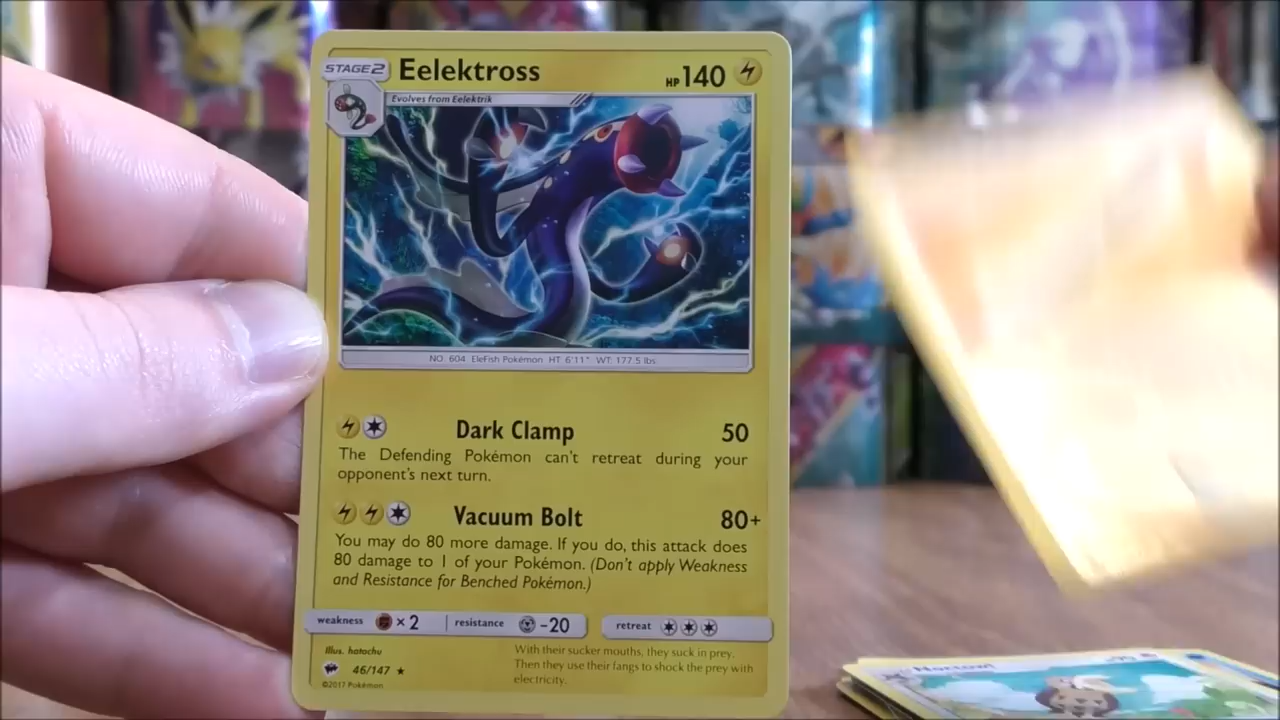 STAGE2 Eelektross HP 140
Evolves from Eelektrik
NO. 604 EleFish Pokémon HT: 6'11" WT: 177.5 lbs
Dark Clamp 50
The Defending Pokémon can't retreat during your
opponent's next turn.
Vacuum Bolt 80+
You may do 80 more damage. If you do, this attack does
80 damage to 1 of your Pokémon. (Don't apply Weakness
and Resistance for Benched Pokémon.)
weakness ×2 resistance -20 retreat
Illus. hatachu
46/147 ★
©2017 Pokémon
With their sucker mouths, they suck in prey.
Then they use their fangs to shock the prey with
electricity.
Noctowl